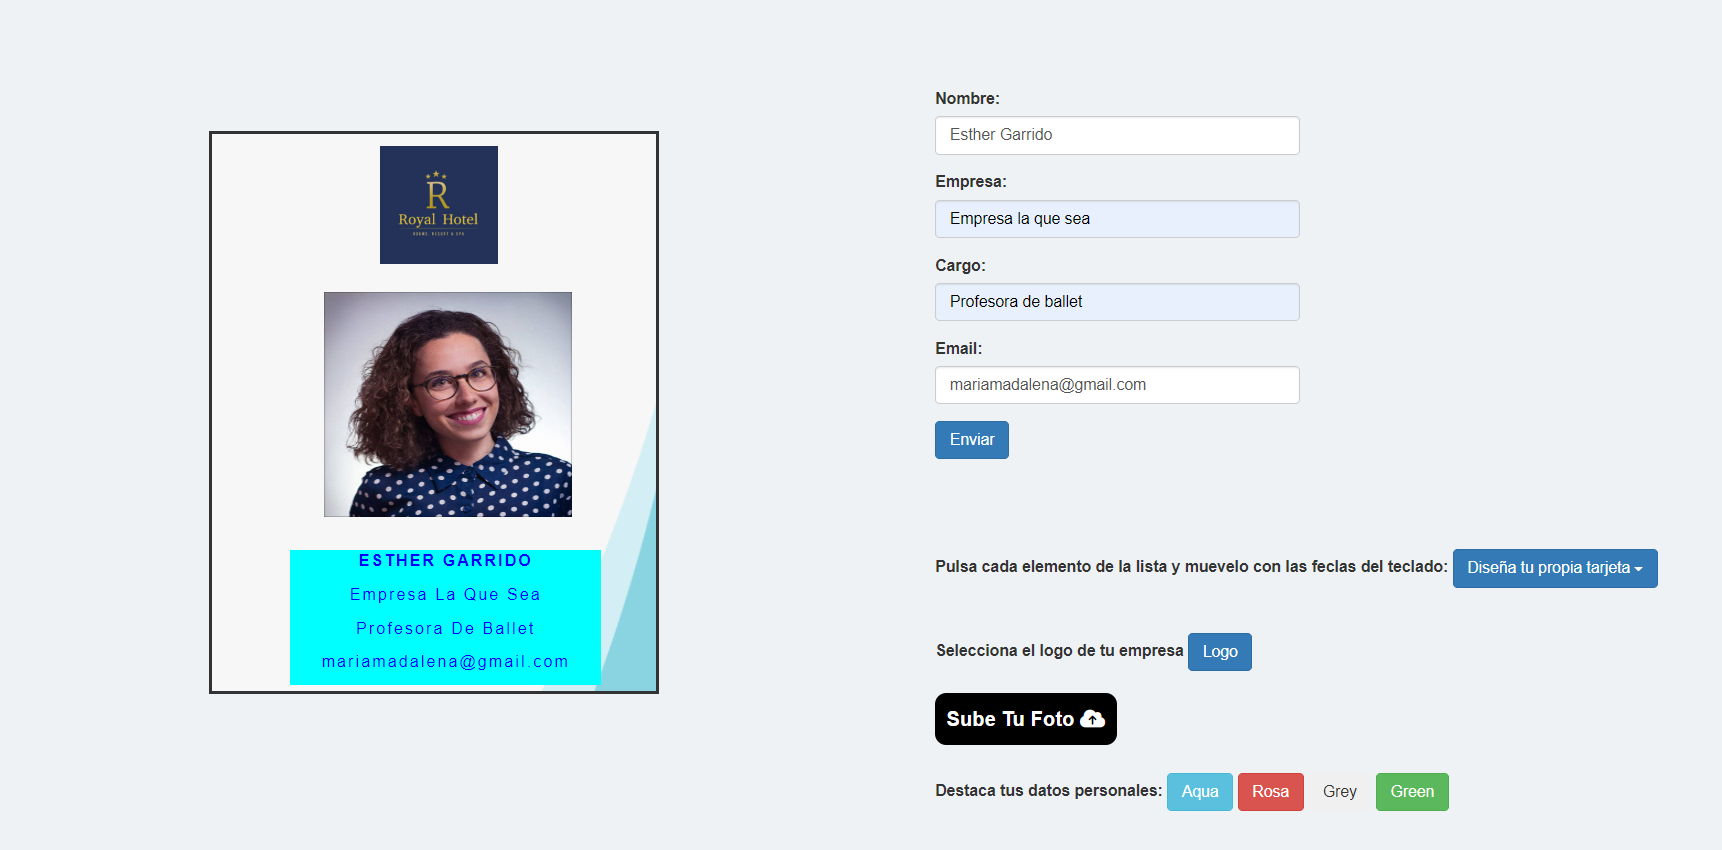 R
Royal Hotel
ROOMS, RESORT & SPA
ESTHER GARRIDO
Empresa La Que Sea
Profesora De Ballet
mariamadalena@gmail.com
Nombre:
Esther Garrido
Empresa:
Empresa la que sea
Cargo:
Profesora de ballet
Email:
mariamadalena@gmail.com
Enviar
Pulsa cada elemento de la lista y muevelo con las feclas del teclado: Diseña tu propia tarjeta
Selecciona el logo de tu empresa Logo
Sube Tu Foto
Destaca tus datos personales: Aqua Rosa Grey Green